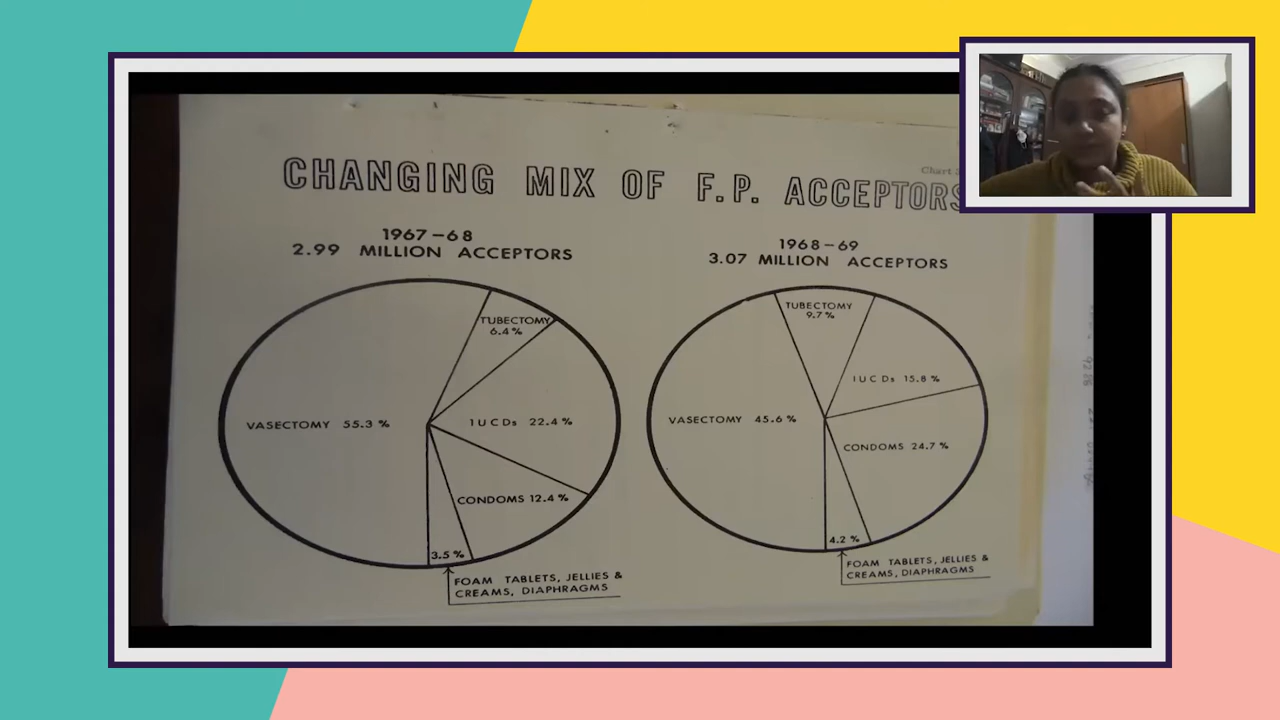 Chart
CHANGING MIX OF F.P. ACCEPTORS
1967-68
2.99 MILLION ACCEPTORS
TUBECTOMY
6.4%
VASECTOMY 55.3%
IUCDs 22.4%
CONDOMS 12.4%
3.5%
FOAM TABLETS, JELLIES &
CREAMS, DIAPHRAGMS
1968-69
3.07 MILLION ACCEPTORS
TUBECTOMY
9.7%
IUCDs 15.8%
VASECTOMY 45.6%
CONDOMS 24.7%
4.2%
FOAM TABLETS, JELLIES &
CREAMS, DIAPHRAGMS